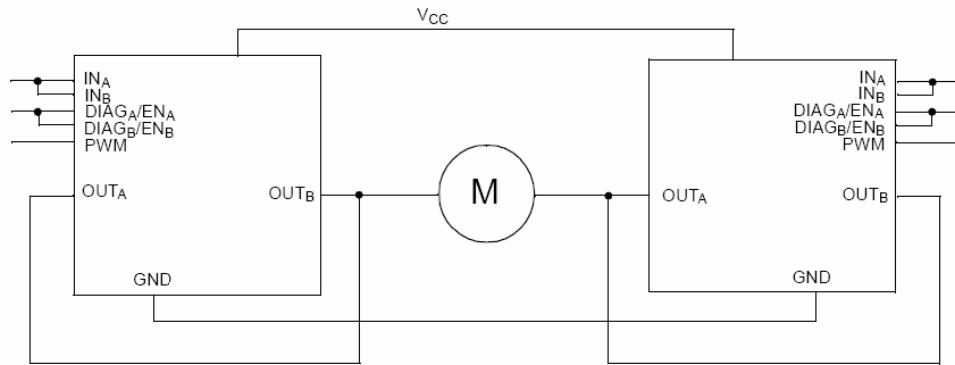 VCC
INA
INB
DIAGA/ENA
DIAGB/ENB
PWM
OUTA
OUTB
GND
M
INA
INB
DIAGA/ENA
DIAGB/ENB
PWM
OUTA
OUTB
GND